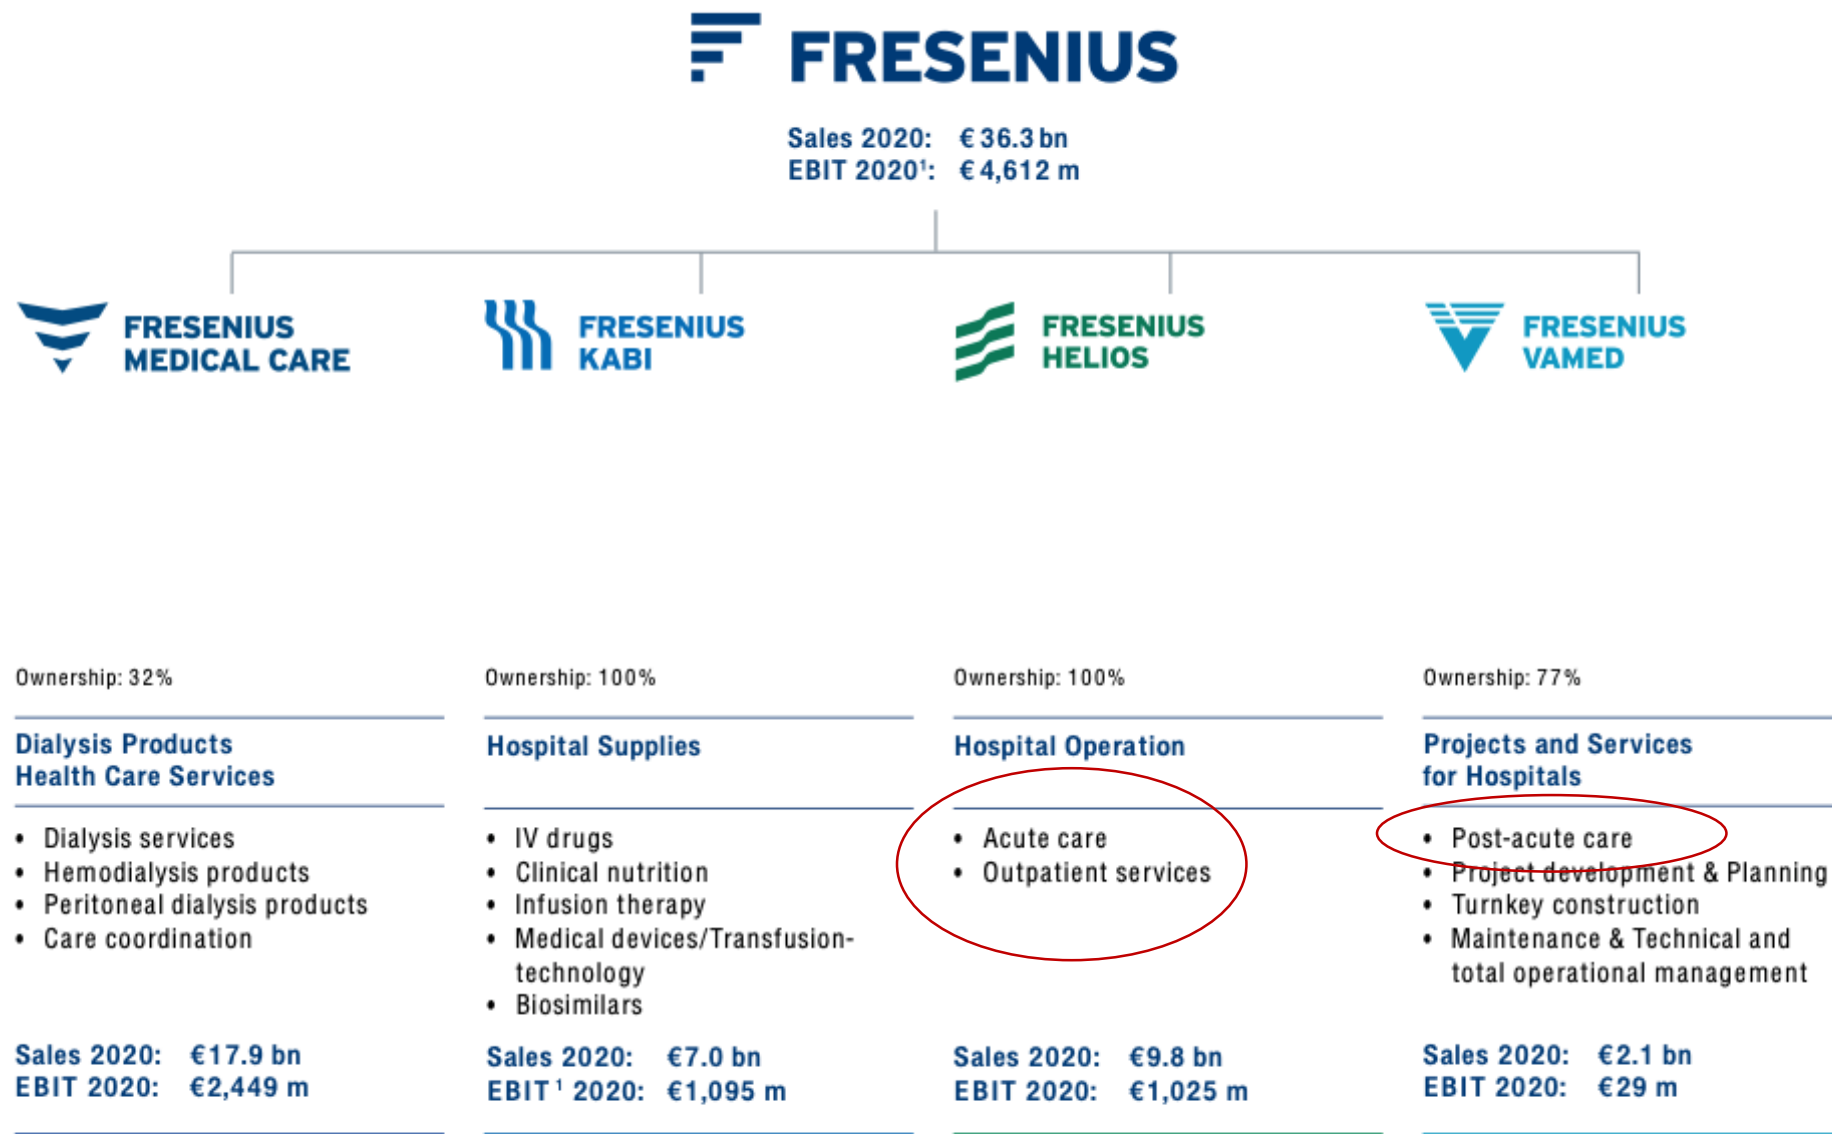 FRESENIUS
Sales 2020: € 36.3 bn
EBIT 2020¹: € 4,612 m
FRESENIUS
MEDICAL CARE
FRESENIUS
KABI
FRESENIUS
HELIOS
FRESENIUS
VAMED
Ownership: 32%
Dialysis Products
Health Care Services
• Dialysis services
• Hemodialysis products
• Peritoneal dialysis products
• Care coordination
Sales 2020: €17.9 bn
EBIT 2020: €2,449 m
Ownership: 100%
Hospital Supplies
• IV drugs
• Clinical nutrition
• Infusion therapy
• Medical devices/Transfusion-
technology
• Biosimilars
Sales 2020: €7.0 bn
EBIT ¹ 2020: €1,095 m
Ownership: 100%
Hospital Operation
• Acute care
• Outpatient services
Sales 2020: €9.8 bn
EBIT 2020: €1,025 m
Ownership: 77%
Projects and Services
for Hospitals
• Post-acute care
• Project development & Planning
• Turnkey construction
• Maintenance & Technical and
total operational management
Sales 2020: €2.1 bn
EBIT 2020: €29 m